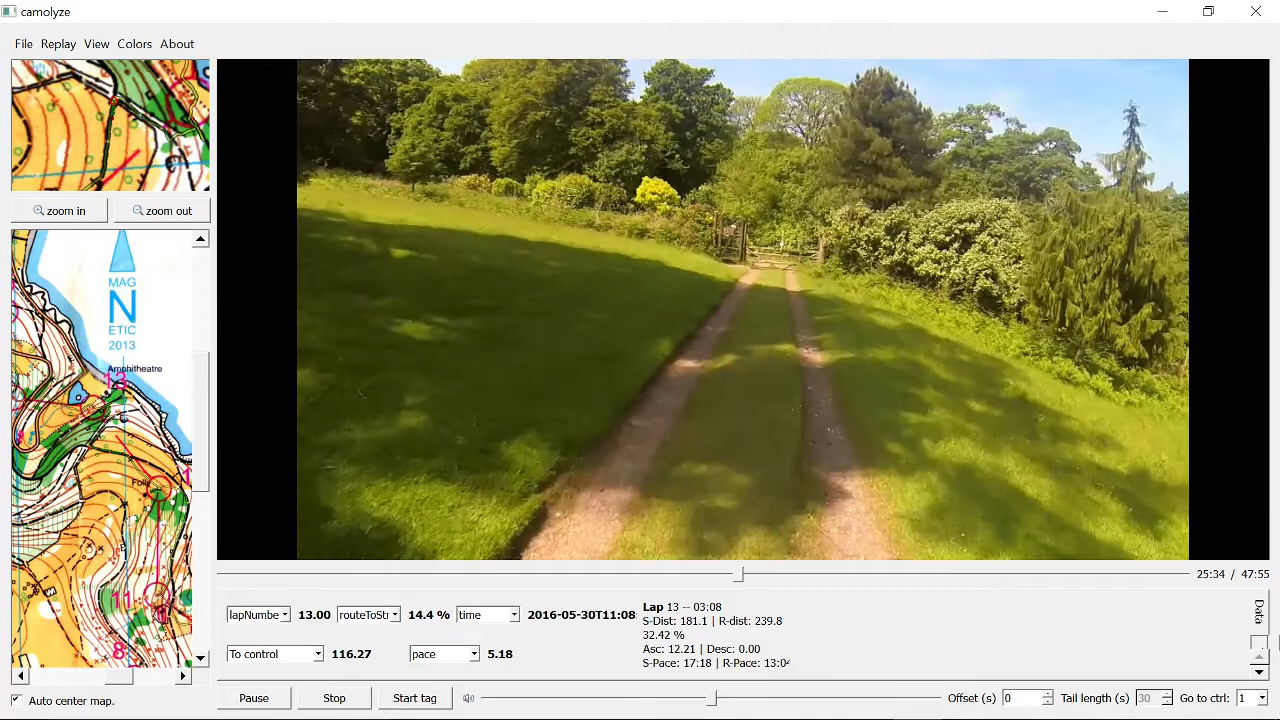 camolyze
File Replay View Colors About
zoom in zoom out
MAG
N
ETIC
2013
Amphitheatre
13
11
8
25:34 / 47:55
lapNumbe 13.00 routeToStr 14.4 % time 2016-05-30T11:08:
To control 116.27 pace 5.18
Lap 13 -- 03:08
S-Dist: 181.1 | R-dist: 239.8
32.42 %
Asc: 12.21 | Desc: 0.00
S-Pace: 17:18 | R-Pace: 13:04
Data
Auto center map.
Pause Stop Start tag Offset (s) 0 Tail length (s) 30 Go to ctrl: 1